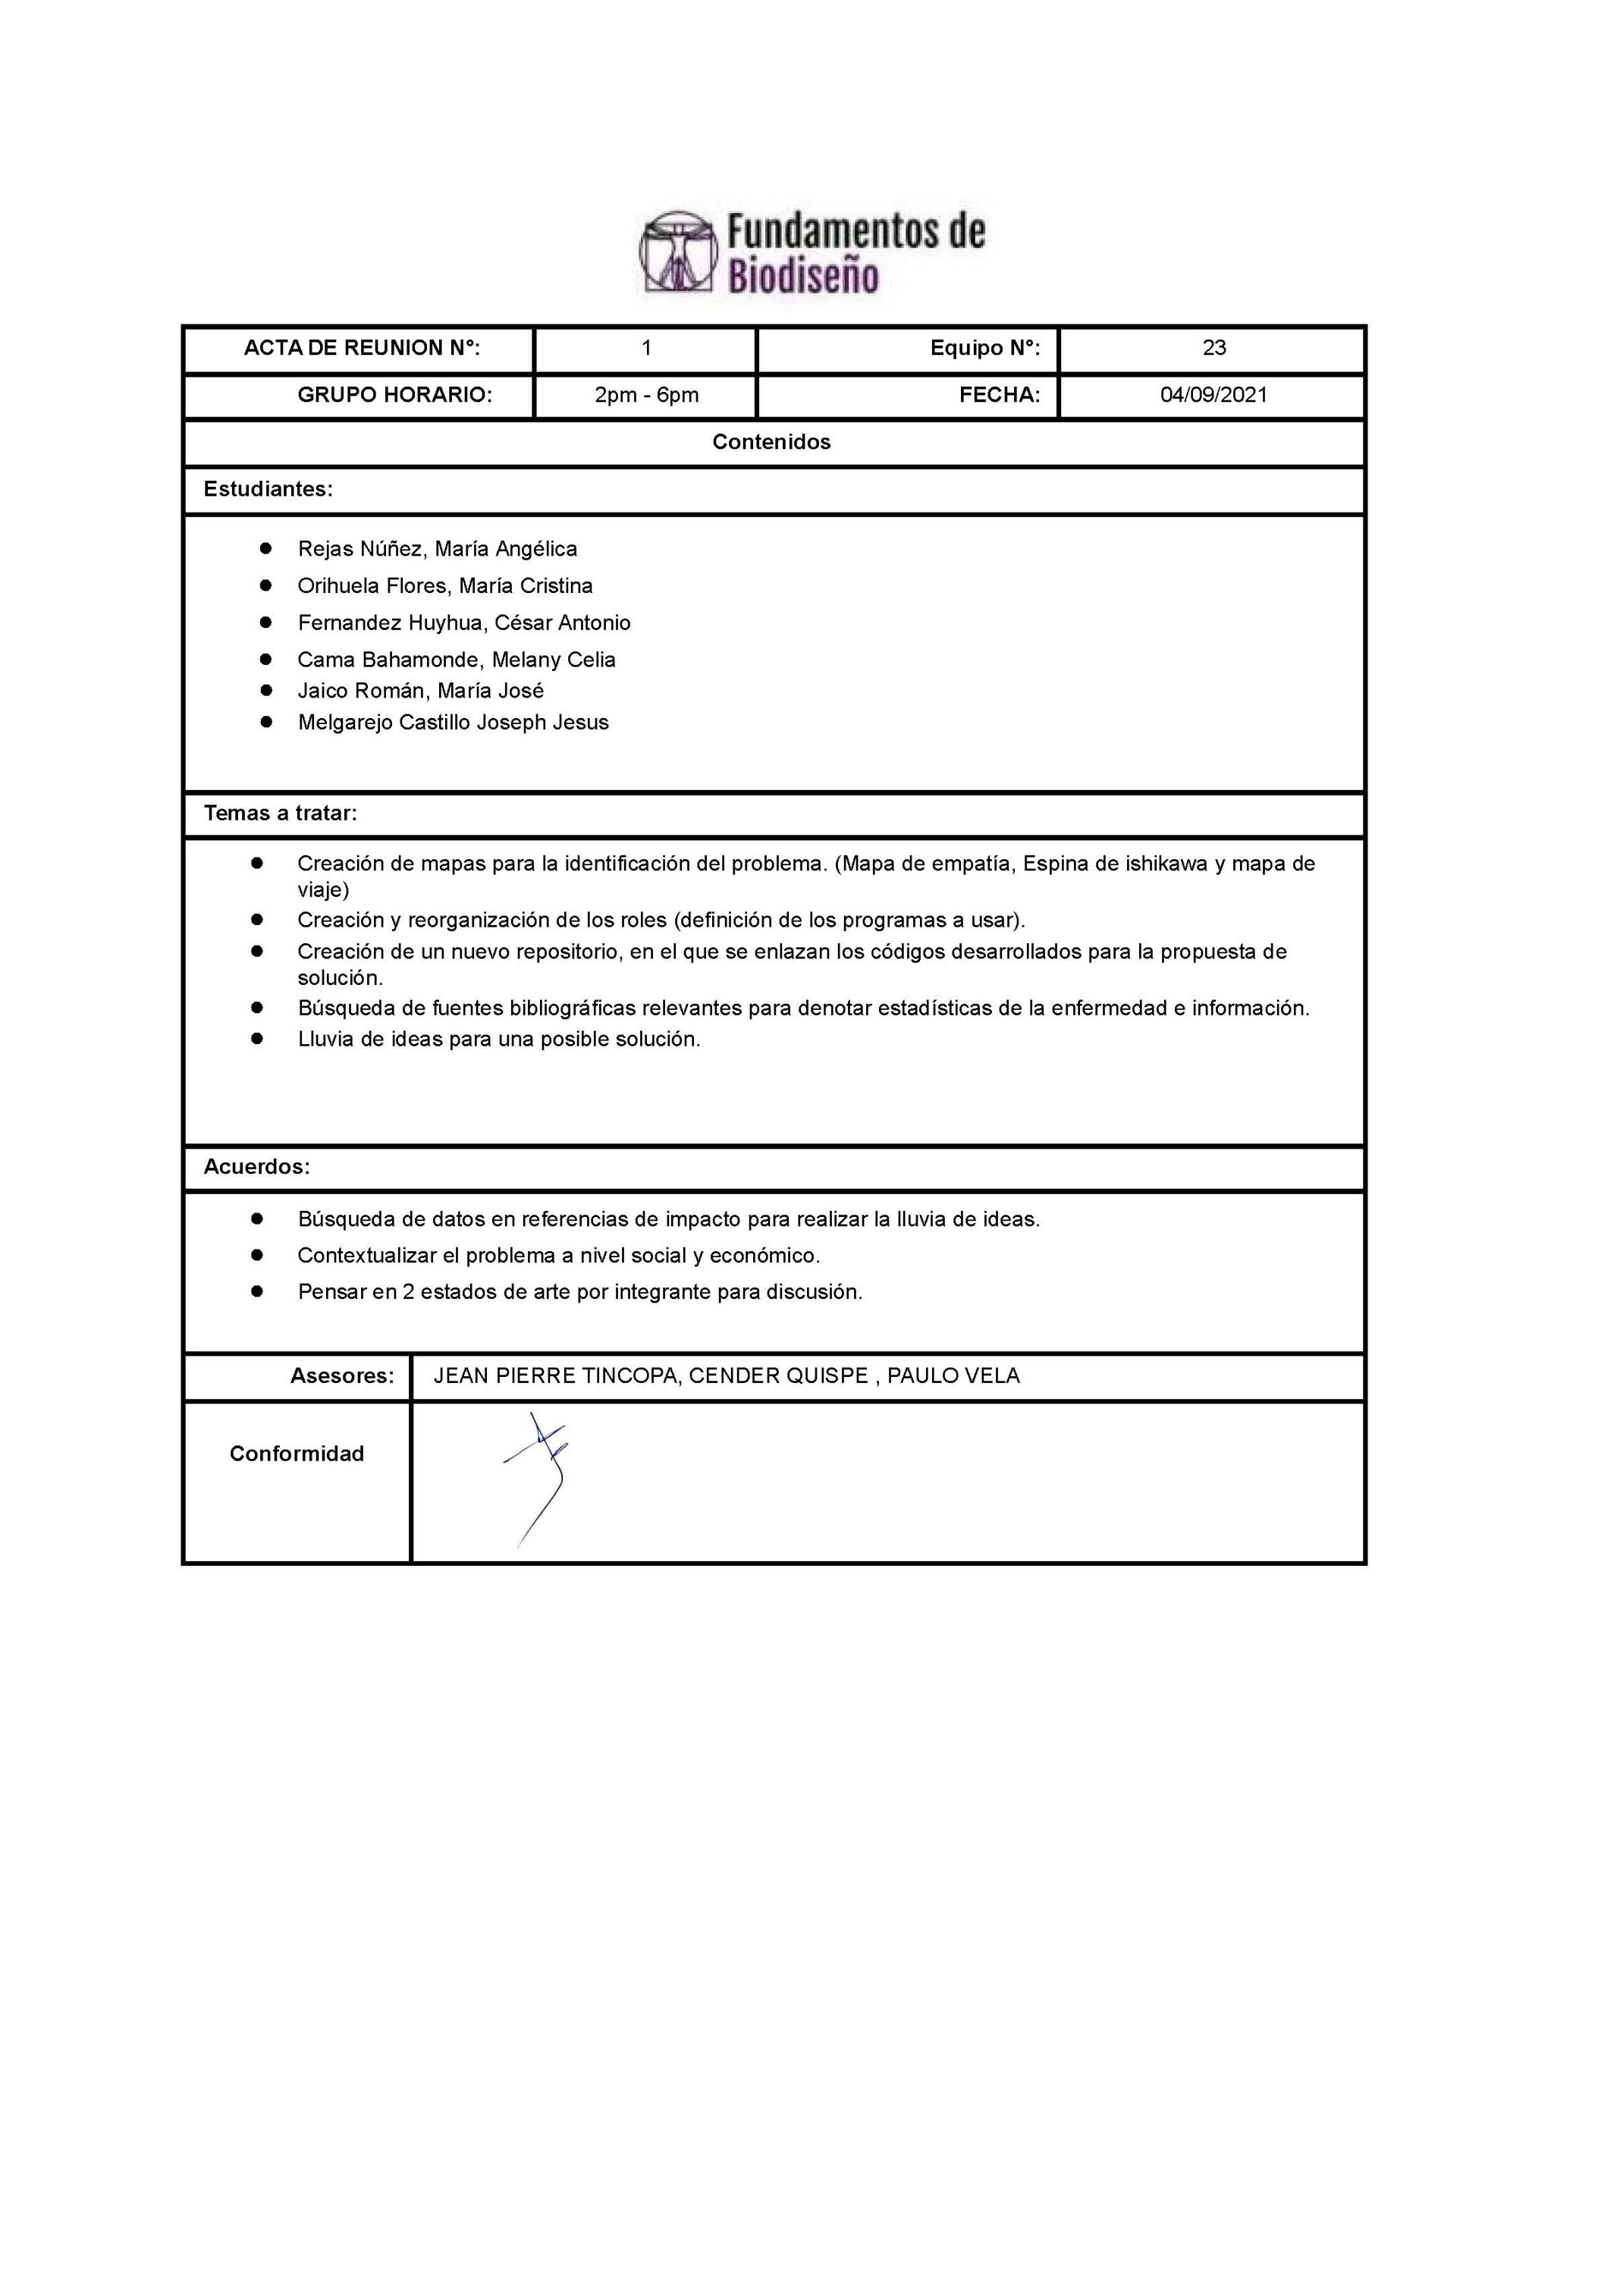 Fundamentos de
Biodiseño
ACTA DE REUNION N°: 1 Equipo N°: 23
GRUPO HORARIO: 2pm - 6pm FECHA: 04/09/2021
Contenidos
Estudiantes:
● Rejas Núñez, María Angélica
● Orihuela Flores, María Cristina
● Fernandez Huyhua, César Antonio
● Cama Bahamonde, Melany Celia
● Jaico Román, María José
● Melgarejo Castillo Joseph Jesus
Temas a tratar:
● Creación de mapas para la identificación del problema. (Mapa de empatía, Espina de ishikawa y mapa de
viaje)
● Creación y reorganización de los roles (definición de los programas a usar).
● Creación de un nuevo repositorio, en el que se enlazan los códigos desarrollados para la propuesta de
solución.
● Búsqueda de fuentes bibliográficas relevantes para denotar estadísticas de la enfermedad e información.
● Lluvia de ideas para una posible solución.
Acuerdos:
● Búsqueda de datos en referencias de impacto para realizar la lluvia de ideas.
● Contextualizar el problema a nivel social y económico.
● Pensar en 2 estados de arte por integrante para discusión.
Asesores: JEAN PIERRE TINCOPA, CENDER QUISPE , PAULO VELA
Conformidad